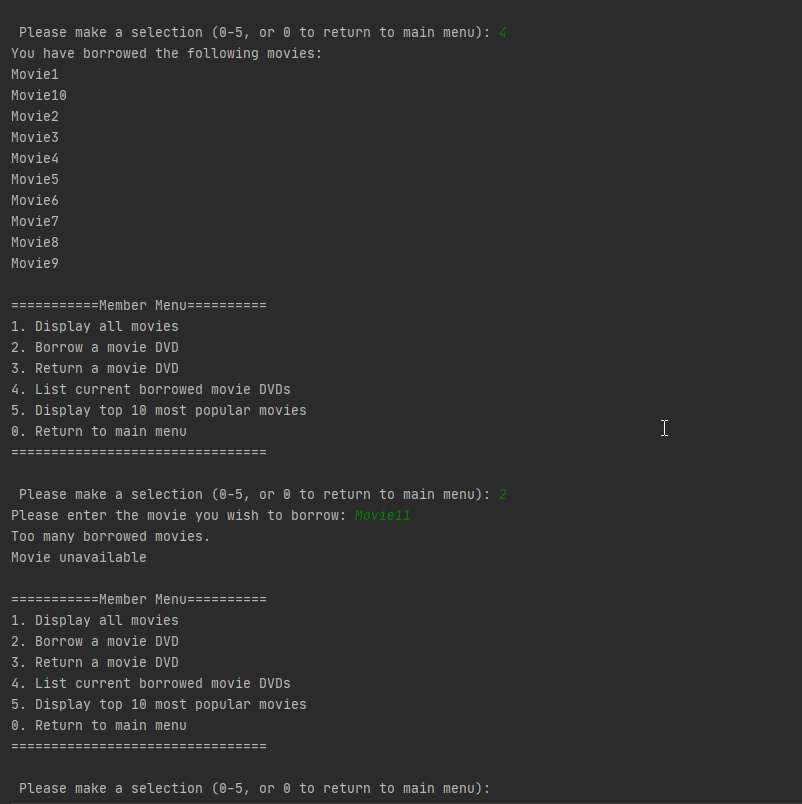 Please make a selection (0-5, or 0 to return to main menu): 4
You have borrowed the following movies:
Movie1
Movie10
Movie2
Movie3
Movie4
Movie5
Movie6
Movie7
Movie8
Movie9
===========Member Menu==========
1. Display all movies
2. Borrow a movie DVD
3. Return a movie DVD
4. List current borrowed movie DVDs
5. Display top 10 most popular movies
0. Return to main menu
================================
Please make a selection (0-5, or 0 to return to main menu): 2
Please enter the movie you wish to borrow: Movie11
Too many borrowed movies.
Movie unavailable
===========Member Menu==========
1. Display all movies
2. Borrow a movie DVD
3. Return a movie DVD
4. List current borrowed movie DVDs
5. Display top 10 most popular movies
0. Return to main menu
================================
Please make a selection (0-5, or 0 to return to main menu):